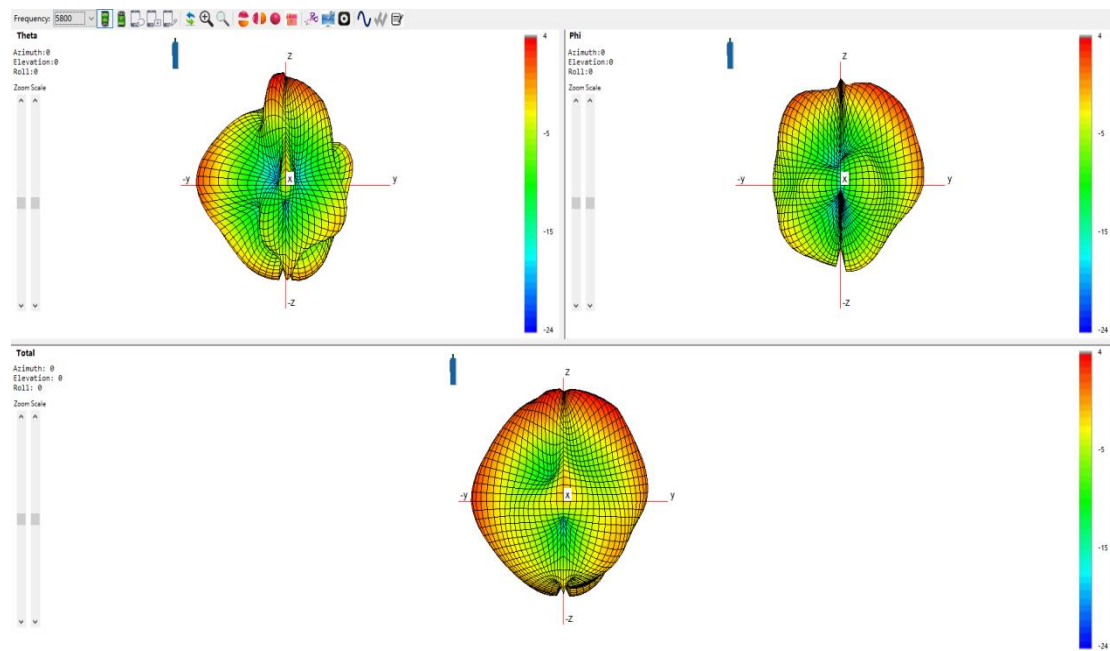 Frequency: 5800
Theta
Azimuth:0
Elevation:0
Roll:0
Zoom Scale
Z
-y
X
y
-Z
4
-5
-15
-24
Phi
Azimuth:0
Elevation:0
Roll:0
Zoom Scale
Z
-y
X
y
-Z
4
-5
-15
-24
Total
Azimuth: 0
Elevation: 0
Roll: 0
Zoom Scale
Z
-y
X
y
-Z
4
-5
-15
-24